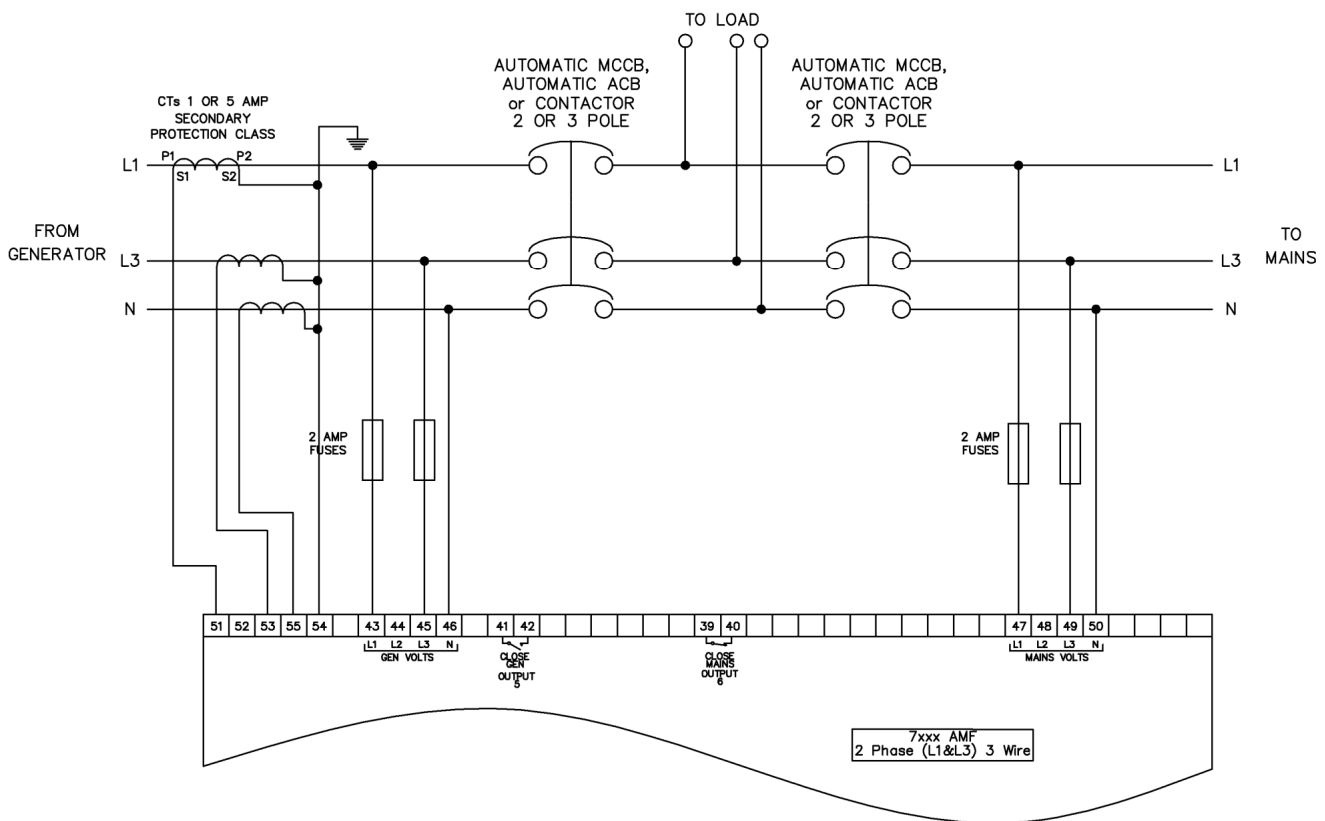 TO LOAD
AUTOMATIC MCCB,
AUTOMATIC ACB
or CONTACTOR
2 OR 3 POLE
AUTOMATIC MCCB,
AUTOMATIC ACB
or CONTACTOR
2 OR 3 POLE
CTs 1 OR 5 AMP
SECONDARY
PROTECTION CLASS
P1 P2
L1 L1
S1 S2
FROM
GENERATOR
TO
MAINS
L3 L3
N N
2 AMP
FUSES
2 AMP
FUSES
51 52 53 55 54 43 44 45 46 41 42 39 40 47 48 49 50
L1 L2 L3 N
GEN VOLTS
CLOSE
GEN
OUTPUT
5
CLOSE
MAINS
OUTPUT
6
L1 L2 L3 N
MAINS VOLTS
7xxx AMF
2 Phase (L1&L3) 3 Wire